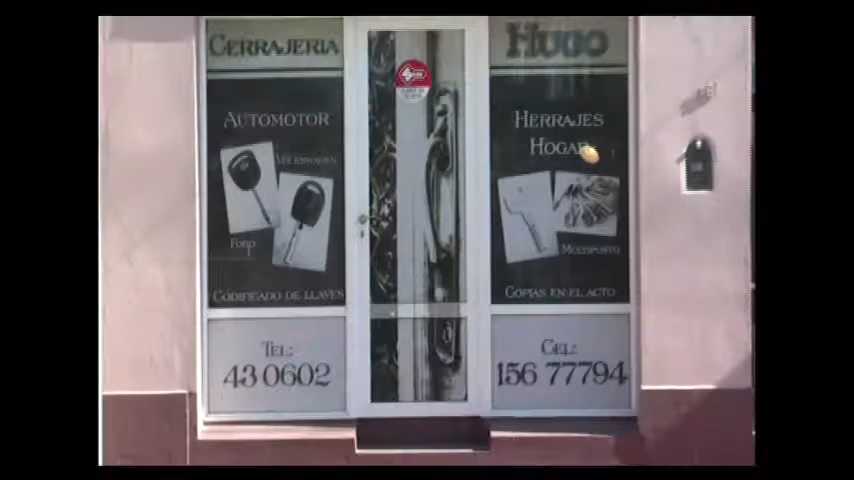 CERRAJERIA
HUGO
AUTOMOTOR
VOLKSWAGEN
FORD
CODIFICADO DE LLAVES
TEL:
43 0602
HERRAJES
HOGAR
MULTIPUNTO
COPIAS EN EL ACTO
CEL:
156 77794